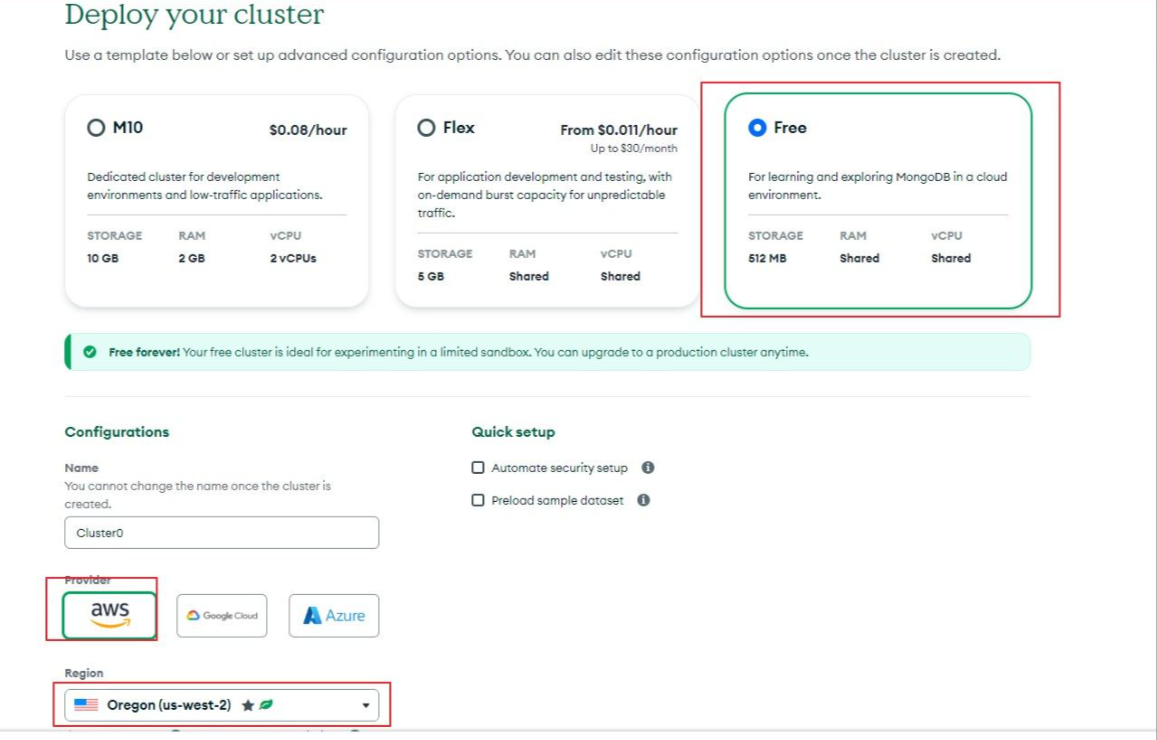 Deploy your cluster
Use a template below or set up advanced configuration options. You can also edit these configuration options once the cluster is created.
M10
$0.08/hour
Dedicated cluster for development
environments and low-traffic applications.
STORAGE RAM vCPU
10 GB 2 GB 2 vCPUs
Flex
From $0.011/hour
Up to $30/month
For application development and testing, with
on-demand burst capacity for unpredictable
traffic.
STORAGE RAM vCPU
5 GB Shared Shared
Free
For learning and exploring MongoDB in a cloud
environment.
STORAGE RAM vCPU
512 MB Shared Shared
Free forever! Your free cluster is ideal for experimenting in a limited sandbox. You can upgrade to a production cluster anytime.
Configurations
Name
You cannot change the name once the cluster is
created.
Cluster0
Provider
aws
Google Cloud
Azure
Region
Oregon (us-west-2)
Quick setup
Automate security setup
Preload sample dataset